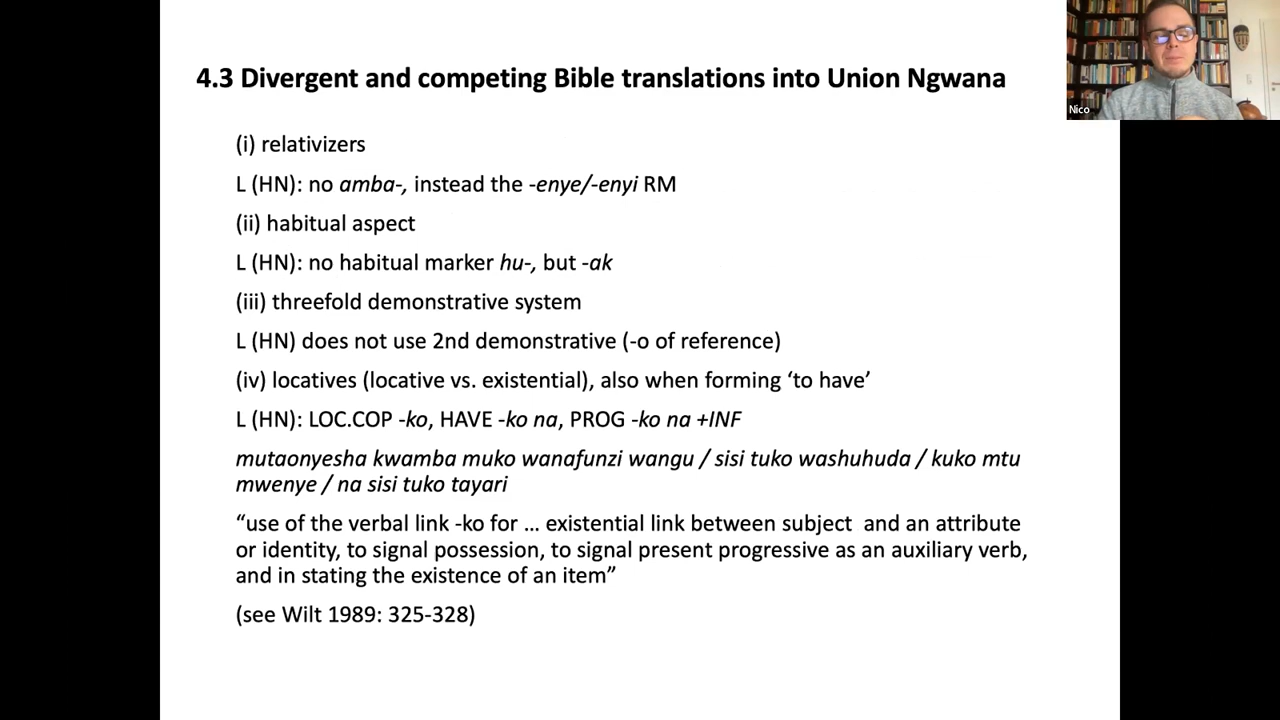 4.3 Divergent and competing Bible translations into Union Ngwana
Nico
(i) relativizers
L (HN): no amba-, instead the -enye/-enyi RM
(ii) habitual aspect
L (HN): no habitual marker hu-, but -ak
(iii) threefold demonstrative system
L (HN) does not use 2nd demonstrative (-o of reference)
(iv) locatives (locative vs. existential), also when forming ‘to have’
L (HN): LOC.COP -ko, HAVE -ko na, PROG -ko na +INF
mutaonyesha kwamba muko wanafunzi wangu / sisi tuko washuhuda / kuko mtu
mwenye / na sisi tuko tayari
“use of the verbal link -ko for … existential link between subject and an attribute
or identity, to signal possession, to signal present progressive as an auxiliary verb,
and in stating the existence of an item”
(see Wilt 1989: 325-328)